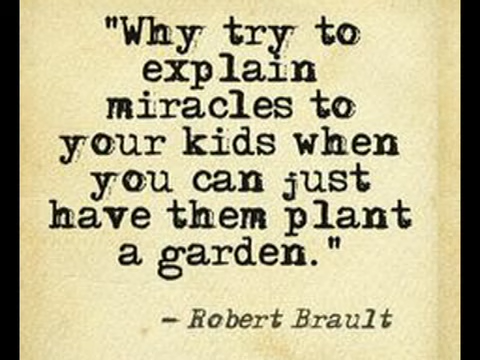 "Why try to
explain
miracles to
your kids when
you can just
have them plant
a garden."
- Robert Brault